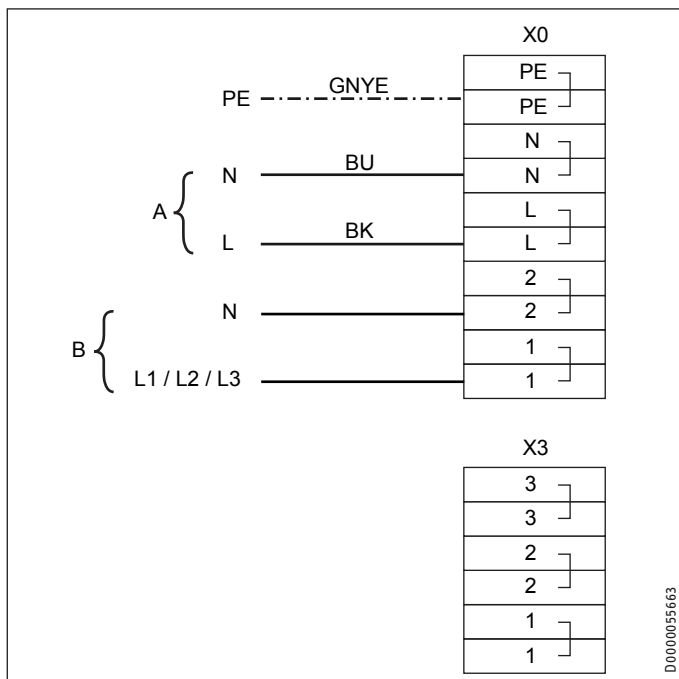 X0
PE
PE GNYE PE
N
A N BU N
L
L BK L
2
B N 2
1
L1 / L2 / L3 1
X3
3
3
2
2
1
1
D0000055663